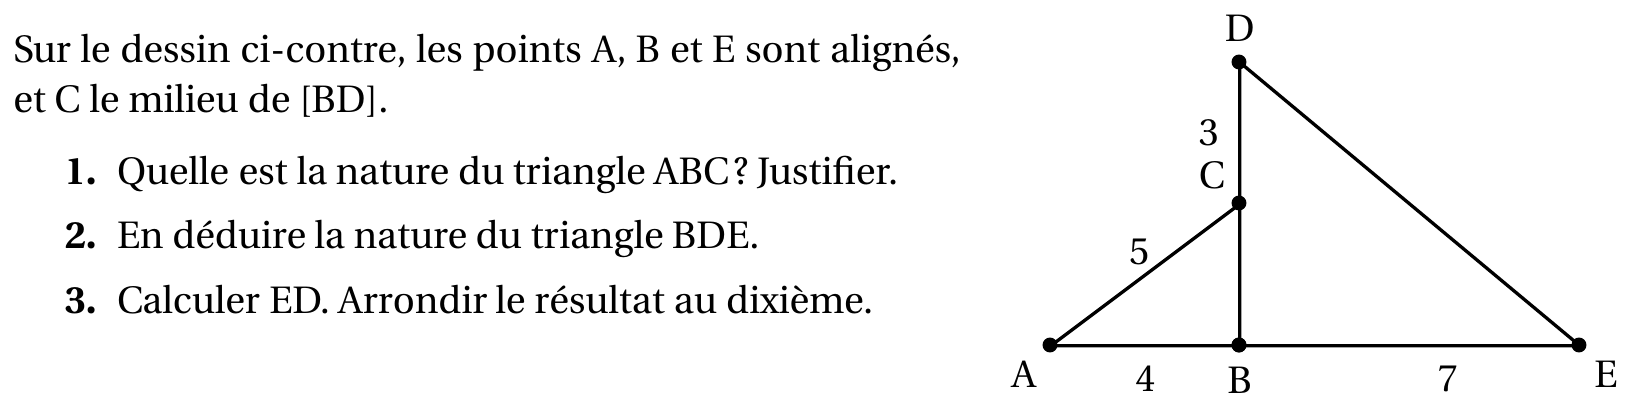 Sur le dessin ci-contre, les points A, B et E sont alignés,
et C le milieu de [BD].
1. Quelle est la nature du triangle ABC? Justifier.
2. En déduire la nature du triangle BDE.
3. Calculer ED. Arrondir le résultat au dixième.
D
3
C
5
A
4
B
7
E